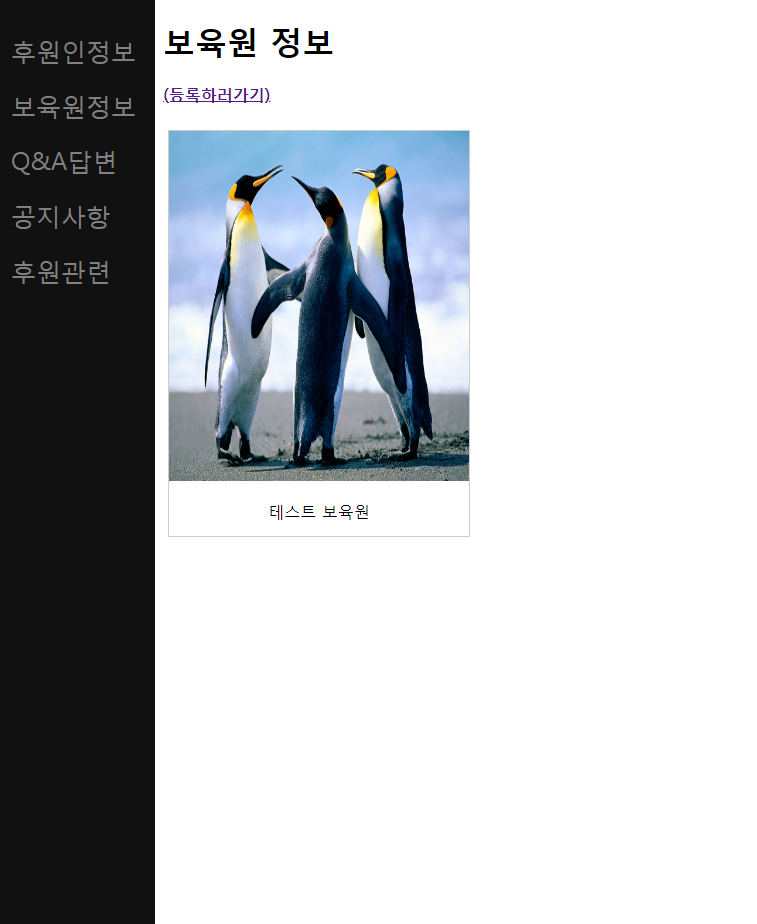 후원인정보
보육원정보
Q&A답변
공지사항
후원관련
보육원 정보
(등록하러가기)
테스트 보육원